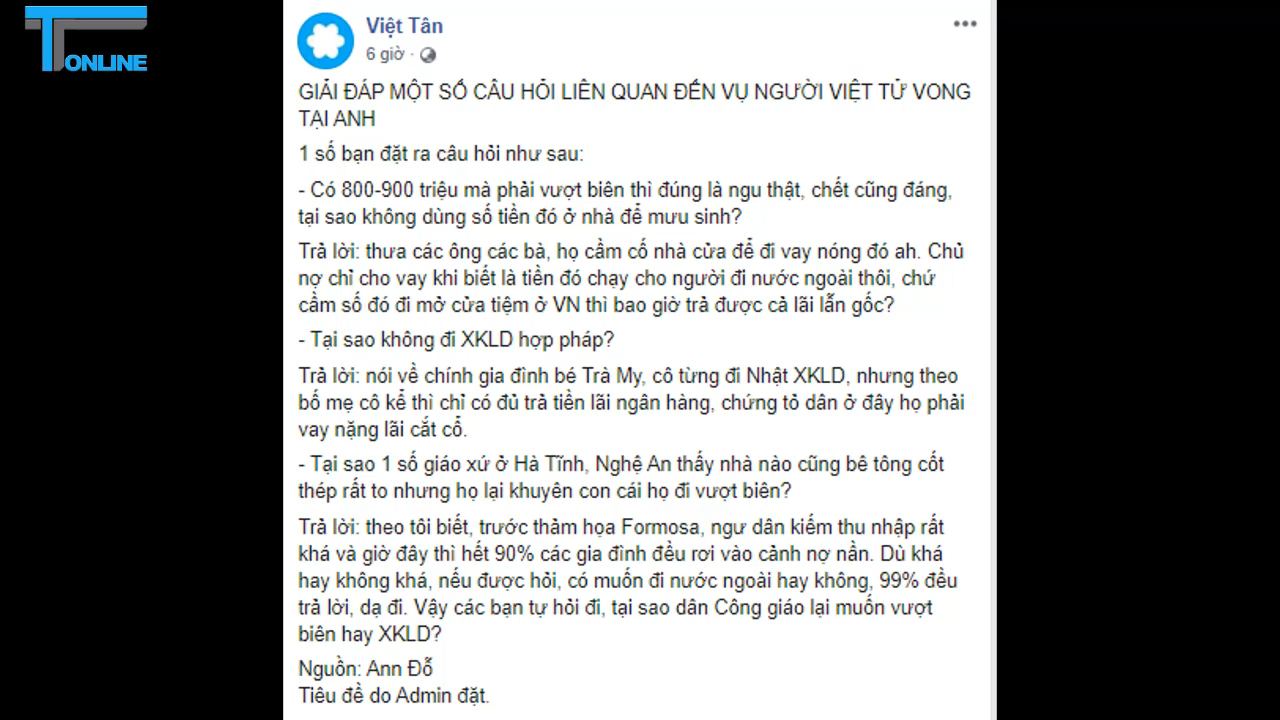 T ONLINE
Việt Tân
6 giờ ·
GIẢI ĐÁP MỘT SỐ CÂU HỎI LIÊN QUAN ĐẾN VỤ NGƯỜI VIỆT TỬ VONG
TẠI ANH
1 số bạn đặt ra câu hỏi như sau:
- Có 800-900 triệu mà phải vượt biên thì đúng là ngu thật, chết cũng đáng,
tại sao không dùng số tiền đó ở nhà để mưu sinh?
Trả lời: thưa các ông các bà, họ cầm cố nhà cửa để đi vay nóng đó ah. Chủ
nợ chỉ cho vay khi biết là tiền đó chạy cho người đi nước ngoài thôi, chứ
cầm số đó đi mở cửa tiệm ở VN thì bao giờ trả được cả lãi lẫn gốc?
- Tại sao không đi XKLD hợp pháp?
Trả lời: nói về chính gia đình bé Trà My, cô từng đi Nhật XKLD, nhưng theo
bố mẹ cô kể thì chỉ có đủ trả tiền lãi ngân hàng, chứng tỏ dân ở đây họ phải
vay nặng lãi cắt cổ.
- Tại sao 1 số giáo xứ ở Hà Tĩnh, Nghệ An thấy nhà nào cũng bê tông cốt
thép rất to nhưng họ lại khuyên con cái họ đi vượt biên?
Trả lời: theo tôi biết, trước thảm họa Formosa, ngư dân kiếm thu nhập rất
khá và giờ đây thì hết 90% các gia đình đều rơi vào cảnh nợ nần. Dù khá
hay không khá, nếu được hỏi, có muốn đi nước ngoài hay không, 99% đều
trả lời, dạ đi. Vậy các bạn tự hỏi đi, tại sao dân Công giáo lại muốn vượt
biên hay XKLD?
Nguồn: Ann Đỗ
Tiêu đề do Admin đặt.